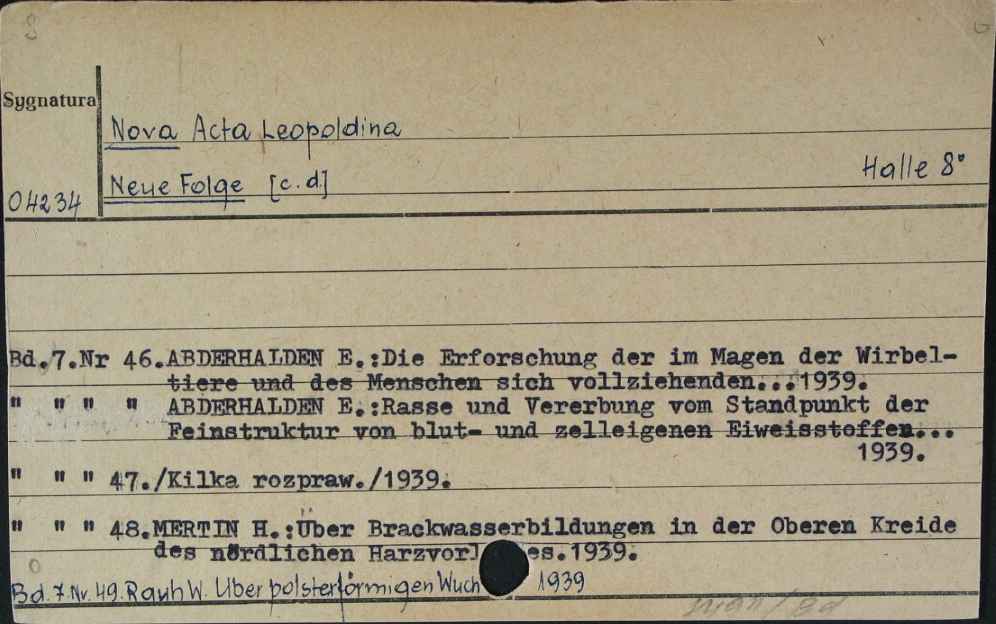 8
Sygnatura
Nova Acta Leopoldina
Halle 8°
Neue Folge [c.d.]
04234
Bd.7.Nr 46.ABDERHALDEN E.:Die Erforschung der im Magen der Wirbel-
tiere und des Menschen sich vollziehenden...1939.
" " " " ABDERHALDEN E.:Rasse und Vererbung vom Standpunkt der
Feinstruktur von blut- und zelleigenen Eiweisstoffen...
1939.
" " " 47./Kilka rozpraw./1939.
" " " 48.MERTIN H.:Über Brackwasserbildungen in der Oberen Kreide
des nördlichen Harzvorl es.1939.
Bd.7.Nr.49.Rauh W. Über polsterförmigen Wuch 1939